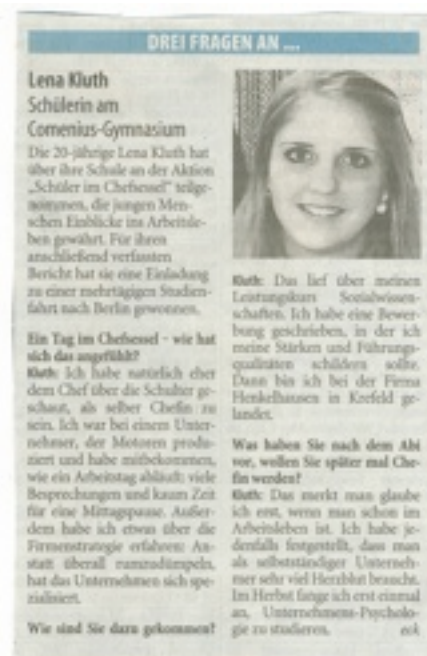 DREI FRAGEN AN ...
Lena Kluth
Schülerin am
Comenius-Gymnasium
Die 20-jährige Lena Kluth hat
über ihre Schule an der Aktion
„Schüler im Chefsessel" teilge-
nommen, die jungen Men-
schen Einblicke ins Arbeitsle-
ben gewährt. Für ihren
anschließend verfassten
Bericht hat sie eine Einladung
zu einer mehrtägigen Studien-
fahrt nach Berlin gewonnen.
Ein Tag im Chefsessel – wie hat
sich das angefühlt?
Kluth: Ich habe natürlich eher
dem Chef über die Schulter ge-
schaut, als selber Chefin zu
sein. Ich war bei einem Unter-
nehmer, der Motoren produ-
ziert und habe mitbekommen,
wie ein Arbeitstag abläuft: viele
Besprechungen und kaum Zeit
für eine Mittagspause. Außer-
dem habe ich etwas über die
Firmenstrategie erfahren: An-
statt überall rumzudümpeln,
hat das Unternehmen sich spe-
zialisiert.
Wie sind Sie dazu gekommen?
Kluth: Das lief über meinen
Leistungskurs Sozialwissen-
schaften. Ich habe eine Bewer-
bung geschrieben, in der ich
meine Stärken und Führungs-
qualitäten schildern sollte.
Dann bin ich bei der Firma
Henkelhausen in Krefeld ge-
landet.
Was haben Sie nach dem Abi
vor, wollen Sie später mal Che-
fin werden?
Kluth: Das merkt man glaube
ich erst, wenn man schon im
Arbeitsleben ist. Ich habe je-
denfalls festgestellt, dass man
als selbstständiger Unterneh-
mer sehr viel Herzblut braucht.
Im Herbst fange ich erst einmal
an, Unternehmens-Psycholo-
gie zu studieren. eck